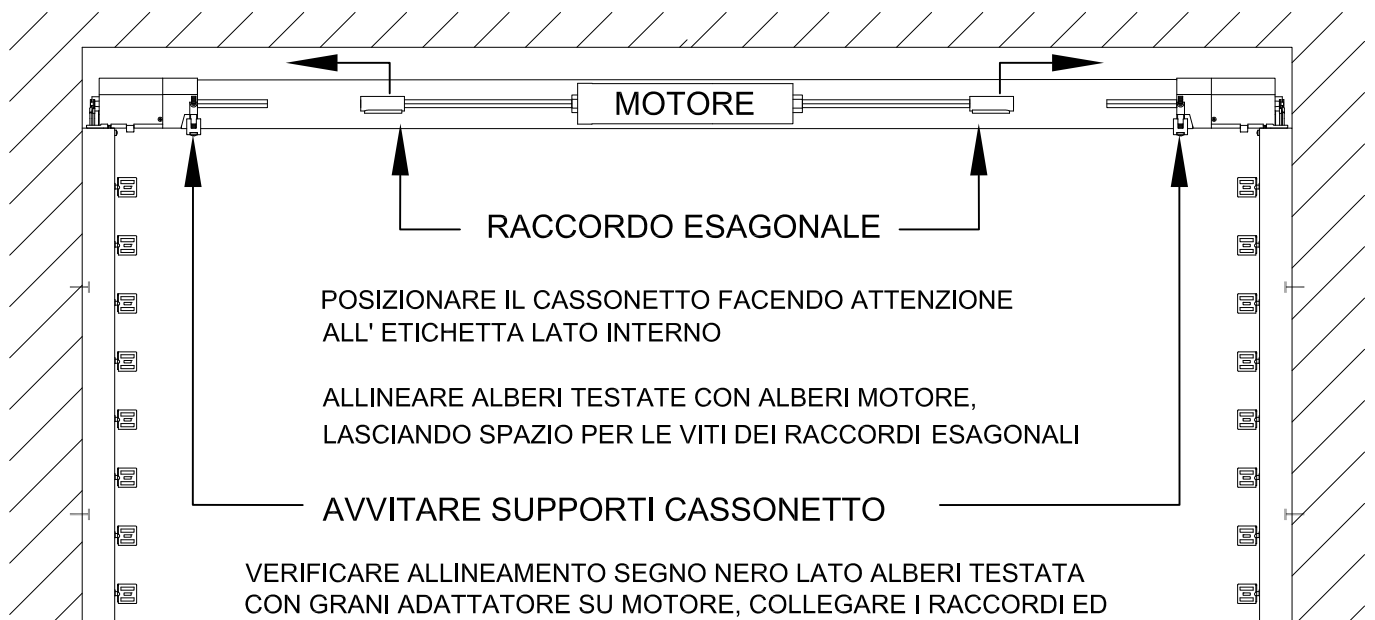 MOTORE
RACCORDO ESAGONALE
POSIZIONARE IL CASSONETTO FACENDO ATTENZIONE
ALL' ETICHETTA LATO INTERNO
ALLINEARE ALBERI TESTATE CON ALBERI MOTORE,
LASCIANDO SPAZIO PER LE VITI DEI RACCORDI ESAGONALI
AVVITARE SUPPORTI CASSONETTO
VERIFICARE ALLINEAMENTO SEGNO NERO LATO ALBERI TESTATA
CON GRANI ADATTATORE SU MOTORE, COLLEGARE I RACCORDI ED